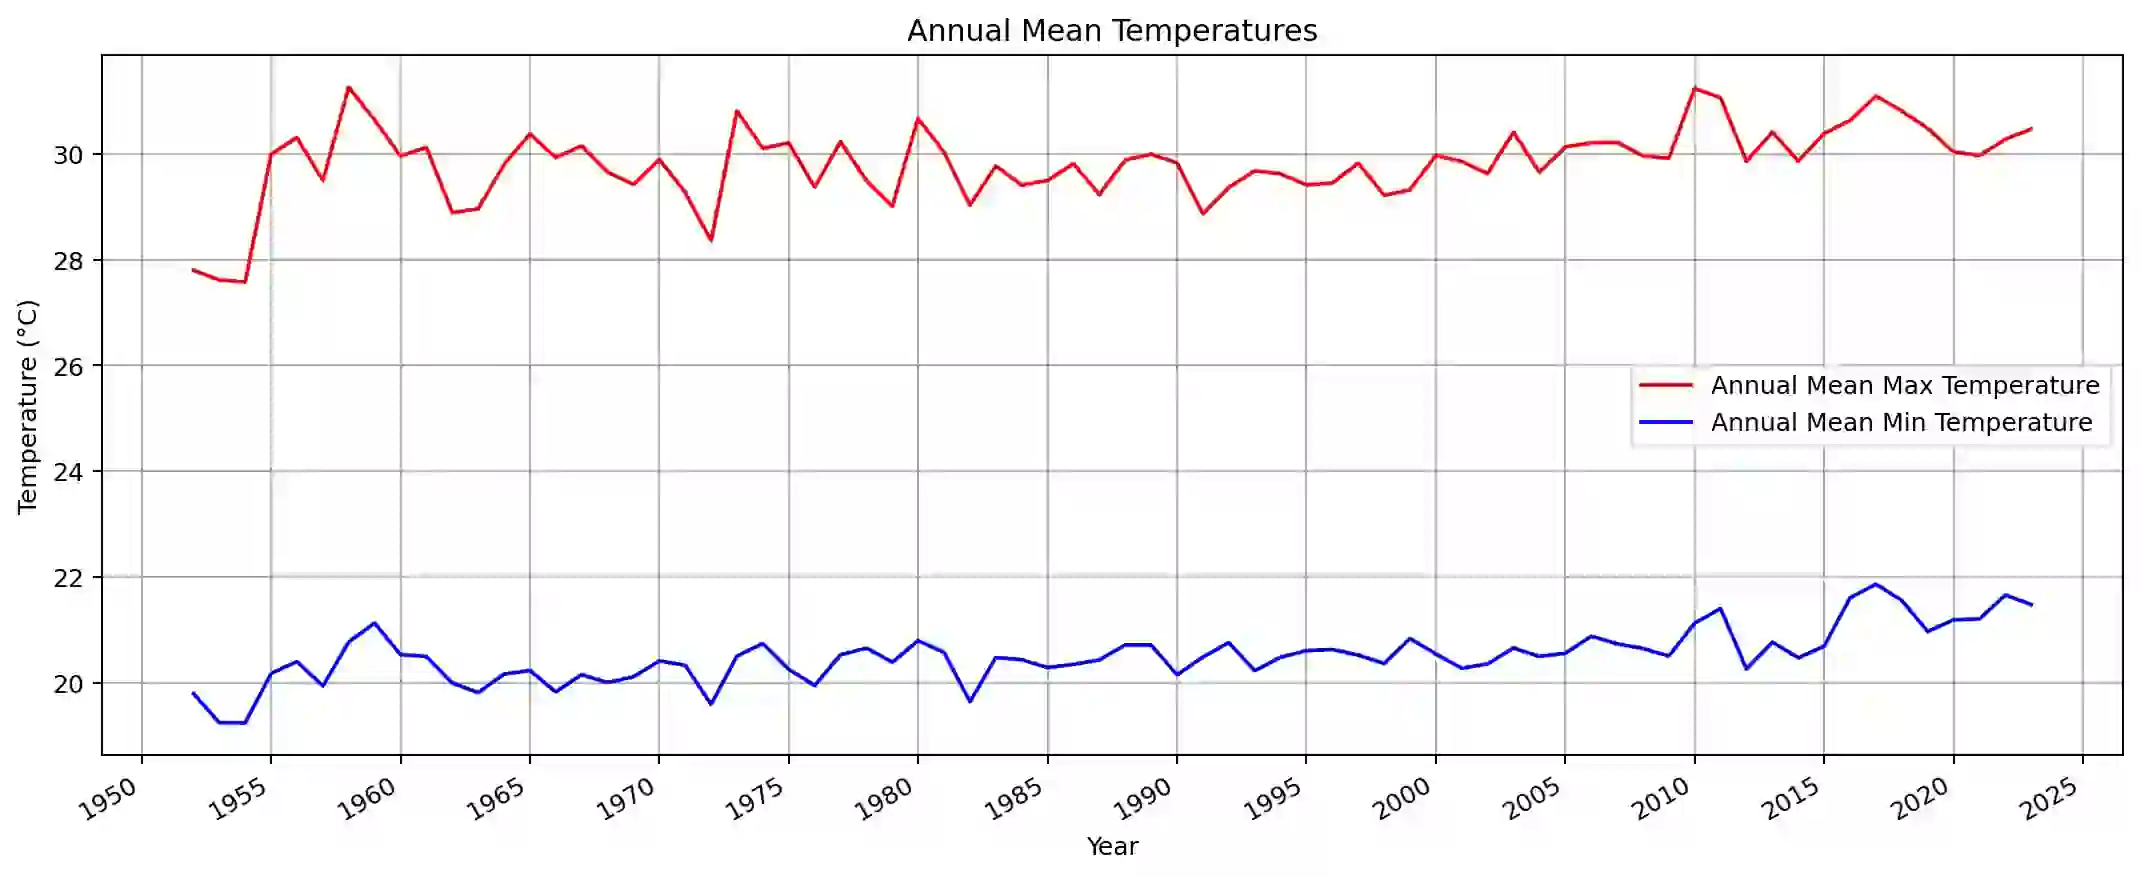 Annual Mean Temperatures
30
28
26
24
22
20
Temperature (°C)
Annual Mean Max Temperature
Annual Mean Min Temperature
1950 1955 1960 1965 1970 1975 1980 1985 1990 1995 2000 2005 2010 2015 2020 2025
Year